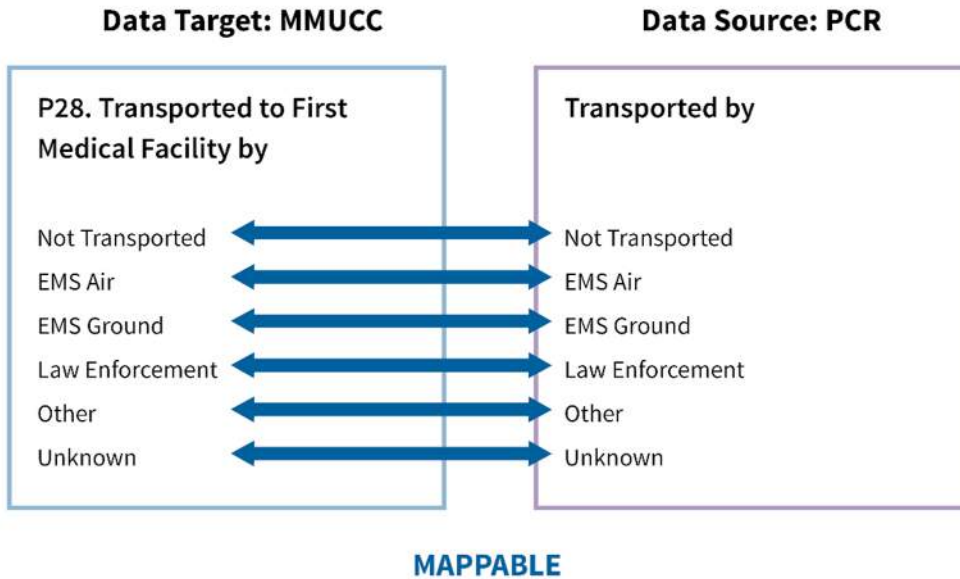 Data Target: MMUCC
Data Source: PCR
P28. Transported to First
Medical Facility by
Not Transported
EMS Air
EMS Ground
Law Enforcement
Other
Unknown
Transported by
Not Transported
EMS Air
EMS Ground
Law Enforcement
Other
Unknown
MAPPABLE